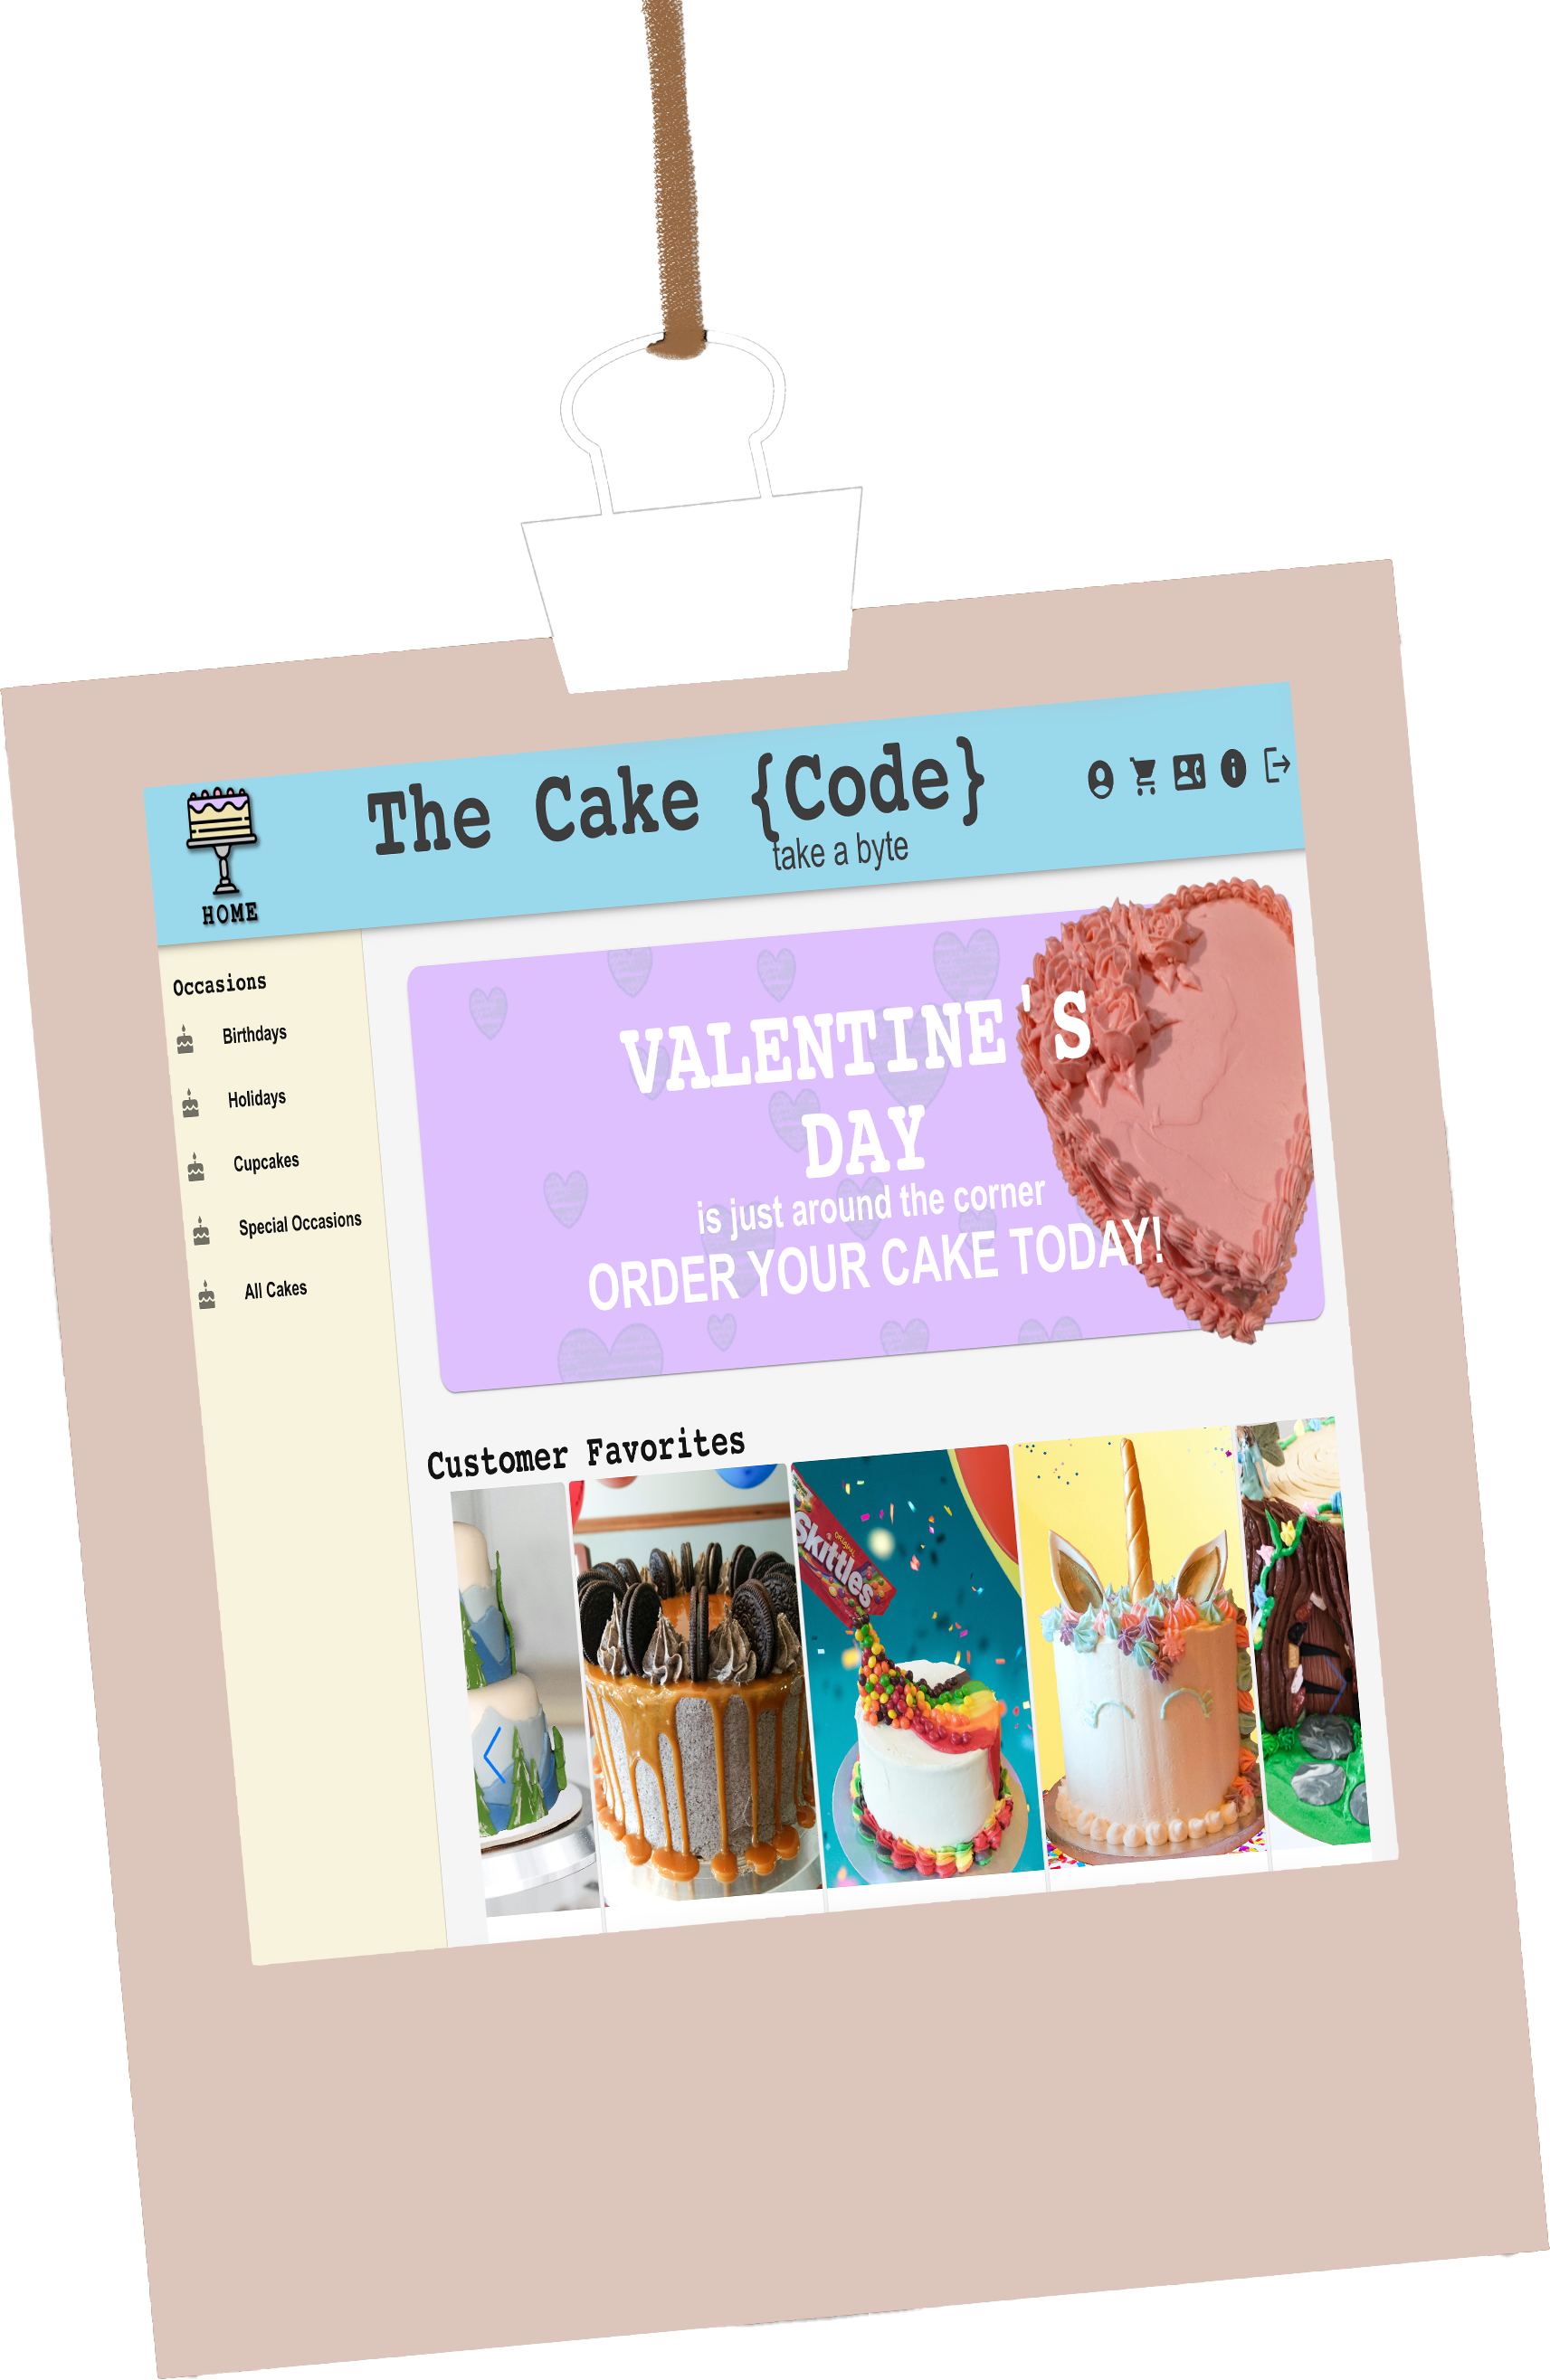 The Cake {Code}
take a byte
HOME
Occasions
Birthdays
Holidays
Cupcakes
Special Occasions
All Cakes
VALENTINE'S
DAY
is just around the corner
ORDER YOUR CAKE TODAY!
Customer Favorites
ORIGINAL
Skittles